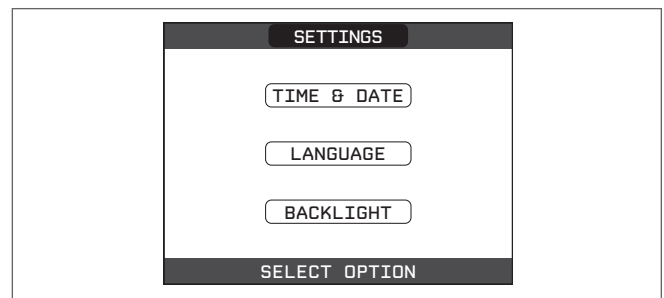 SETTINGS
TIME & DATE
LANGUAGE
BACKLIGHT
SELECT OPTION